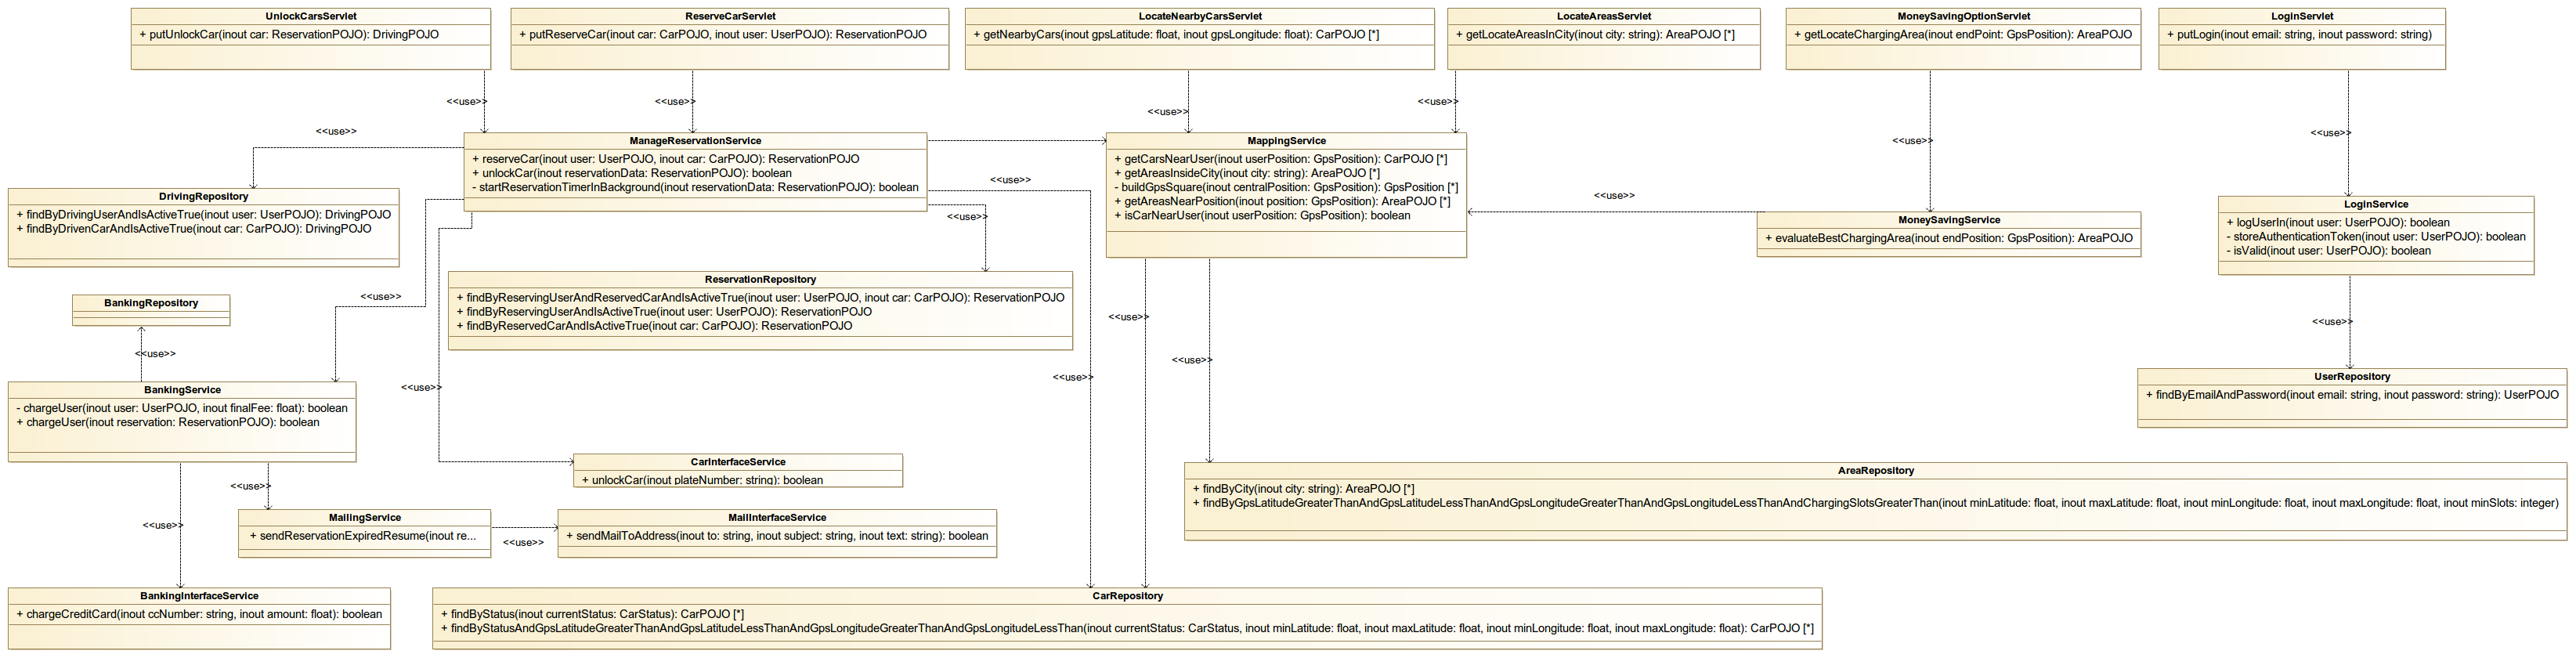 UnlockCarsServlet
+ putUnlockCar(inout car: ReservationPOJO): DrivingPOJO
ReserveCarServlet
+ putReserveCar(inout car: CarPOJO, inout user: UserPOJO): ReservationPOJO
LocateNearbyCarsServlet
+ getNearbyCars(inout gpsLatitude: float, inout gpsLongitude: float): CarPOJO [*]
LocateAreasServlet
+ getLocateAreasInCity(inout city: string): AreaPOJO [*]
MoneySavingOptionServlet
+ getLocateChargingArea(inout endPoint: GpsPosition): AreaPOJO
LoginServlet
+ putLogin(inout email: string, inout password: string)
<<use>>
<<use>>
<<use>>
<<use>>
<<use>>
<<use>>
<<use>>
ManageReservationService
+ reserveCar(inout user: UserPOJO, inout car: CarPOJO): ReservationPOJO
+ unlockCar(inout reservationData: ReservationPOJO): boolean
- startReservationTimerInBackground(inout reservationData: ReservationPOJO): boolean
MappingService
+ getCarsNearUser(inout userPosition: GpsPosition): CarPOJO [*]
+ getAreasInsideCity(inout city: string): AreaPOJO [*]
- buildGpsSquare(inout centralPosition: GpsPosition): GpsPosition [*]
+ getAreasNearPosition(inout position: GpsPosition): AreaPOJO [*]
+ isCarNearUser(inout userPosition: GpsPosition): boolean
<<use>>
<<use>>
<<use>>
DrivingRepository
+ findByDrivingUserAndIsActiveTrue(inout user: UserPOJO): DrivingPOJO
+ findByDrivenCarAndIsActiveTrue(inout car: CarPOJO): DrivingPOJO
MoneySavingService
+ evaluateBestChargingArea(inout endPosition: GpsPosition): AreaPOJO
LoginService
+ logUserIn(inout user: UserPOJO): boolean
- storeAuthenticationToken(inout user: UserPOJO): boolean
- isValid(inout user: UserPOJO): boolean
ReservationRepository
+ findByReservingUserAndReservedCarAndIsActiveTrue(inout user: UserPOJO, inout car: CarPOJO): ReservationPOJO
+ findByReservingUserAndIsActiveTrue(inout user: UserPOJO): ReservationPOJO
+ findByReservedCarAndIsActiveTrue(inout car: CarPOJO): ReservationPOJO
<<use>>
BankingRepository
<<use>>
<<use>>
<<use>>
<<use>>
<<use>>
<<use>>
<<use>>
BankingService
- chargeUser(inout user: UserPOJO, inout finalFee: float): boolean
+ chargeUser(inout reservation: ReservationPOJO): boolean
UserRepository
+ findByEmailAndPassword(inout email: string, inout password: string): UserPOJO
CarInterfaceService
+ unlockCar(inout plateNumber: string): boolean
AreaRepository
+ findByCity(inout city: string): AreaPOJO [*]
+ findByGpsLatitudeGreaterThanAndGpsLatitudeLessThanAndGpsLongitudeGreaterThanAndGpsLongitudeLessThanAndChargingSlotsGreaterThan(inout minLatitude: float, inout maxLatitude: float, inout minLongitude: float, inout maxLongitude: float, inout minSlots: integer)
<<use>>
<<use>>
MailingService
+ sendReservationExpiredResume(inout re...
<<use>>
MailInterfaceService
+ sendMailToAddress(inout to: string, inout subject: string, inout text: string): boolean
BankingInterfaceService
+ chargeCreditCard(inout ccNumber: string, inout amount: float): boolean
CarRepository
+ findByStatus(inout currentStatus: CarStatus): CarPOJO [*]
+ findByStatusAndGpsLatitudeGreaterThanAndGpsLatitudeLessThanAndGpsLongitudeGreaterThanAndGpsLongitudeLessThan(inout currentStatus: CarStatus, inout minLatitude: float, inout maxLatitude: float, inout minLongitude: float, inout maxLongitude: float): CarPOJO [*]